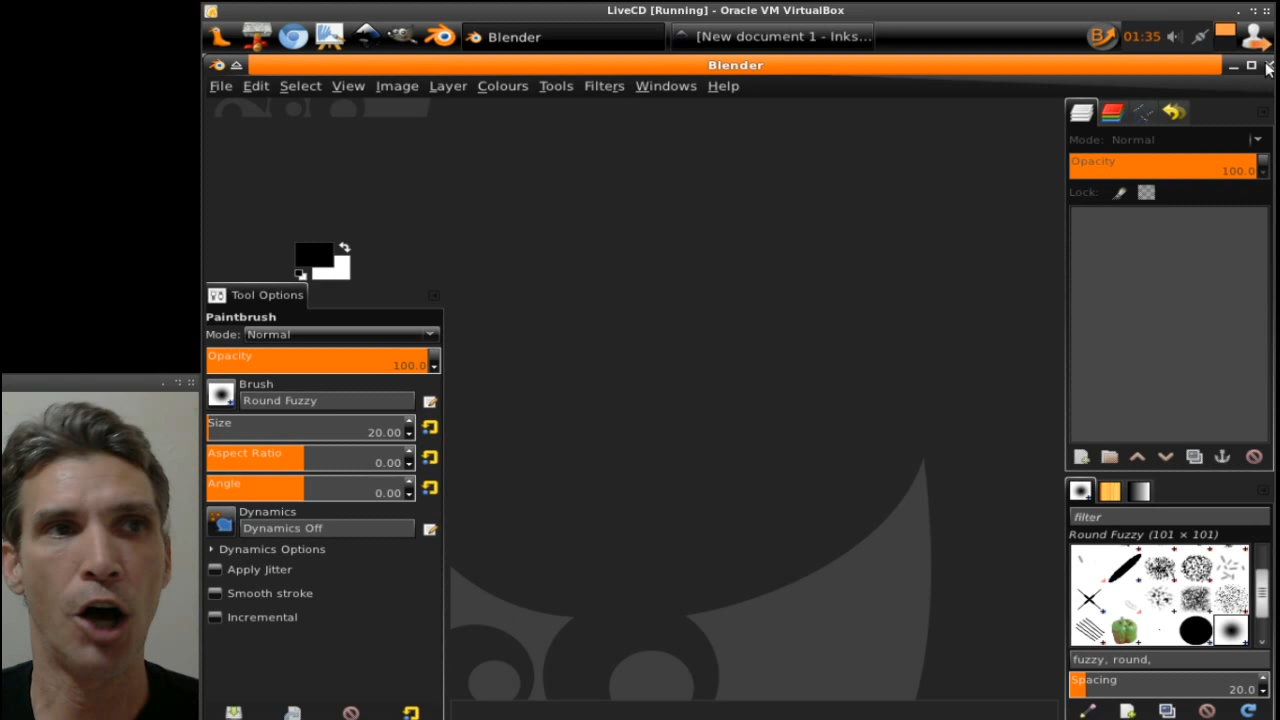 LiveCD [Running] - Oracle VM VirtualBox
Blender
[New document 1 - Inks...
01:35
Blender
File Edit Select View Image Layer Colours Tools Filters Windows Help
Mode: Normal
Opacity
100.0
Lock:
Tool Options
Paintbrush
Mode: Normal
Opacity
100.0
Brush
Round Fuzzy
Size
20.00
Aspect Ratio
0.00
Angle
0.00
Dynamics
Dynamics Off
Dynamics Options
Apply Jitter
Smooth stroke
Incremental
filter
Round Fuzzy (101 × 101)
fuzzy, round,
Spacing
20.0